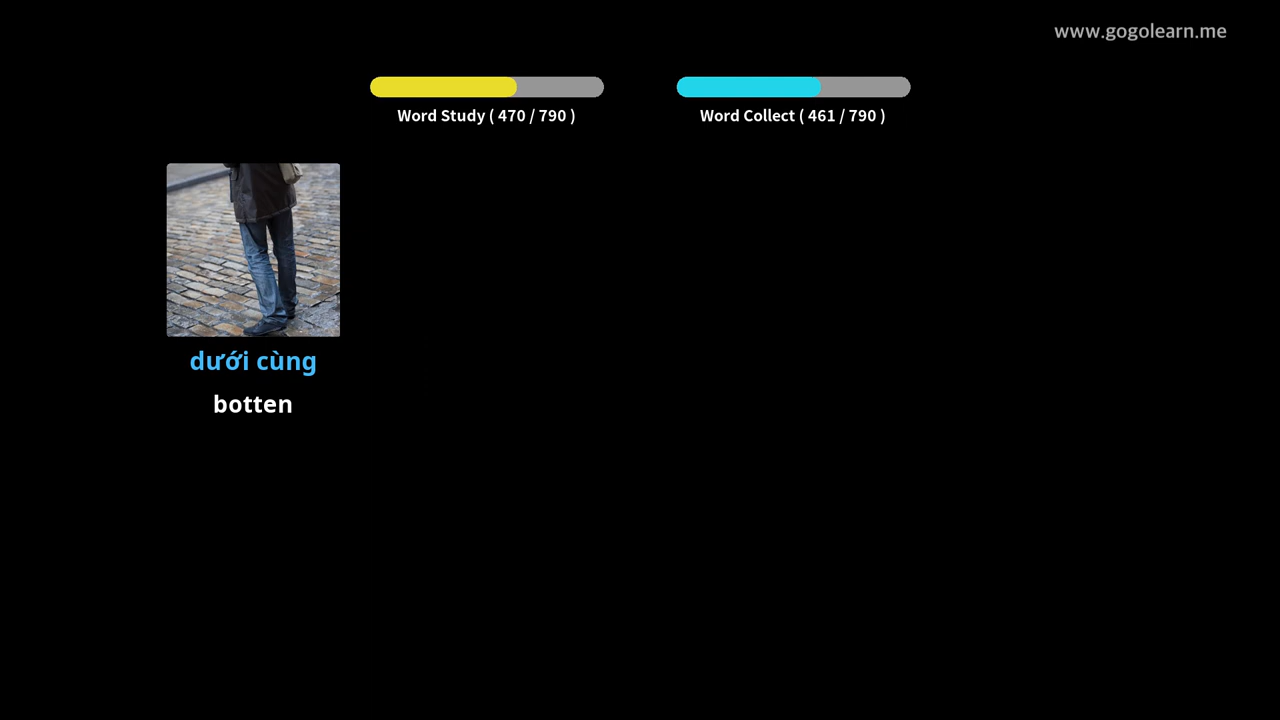 www.gogolearn.me
Word Study ( 470 / 790 )
Word Collect ( 461 / 790 )
dưới cùng
botten